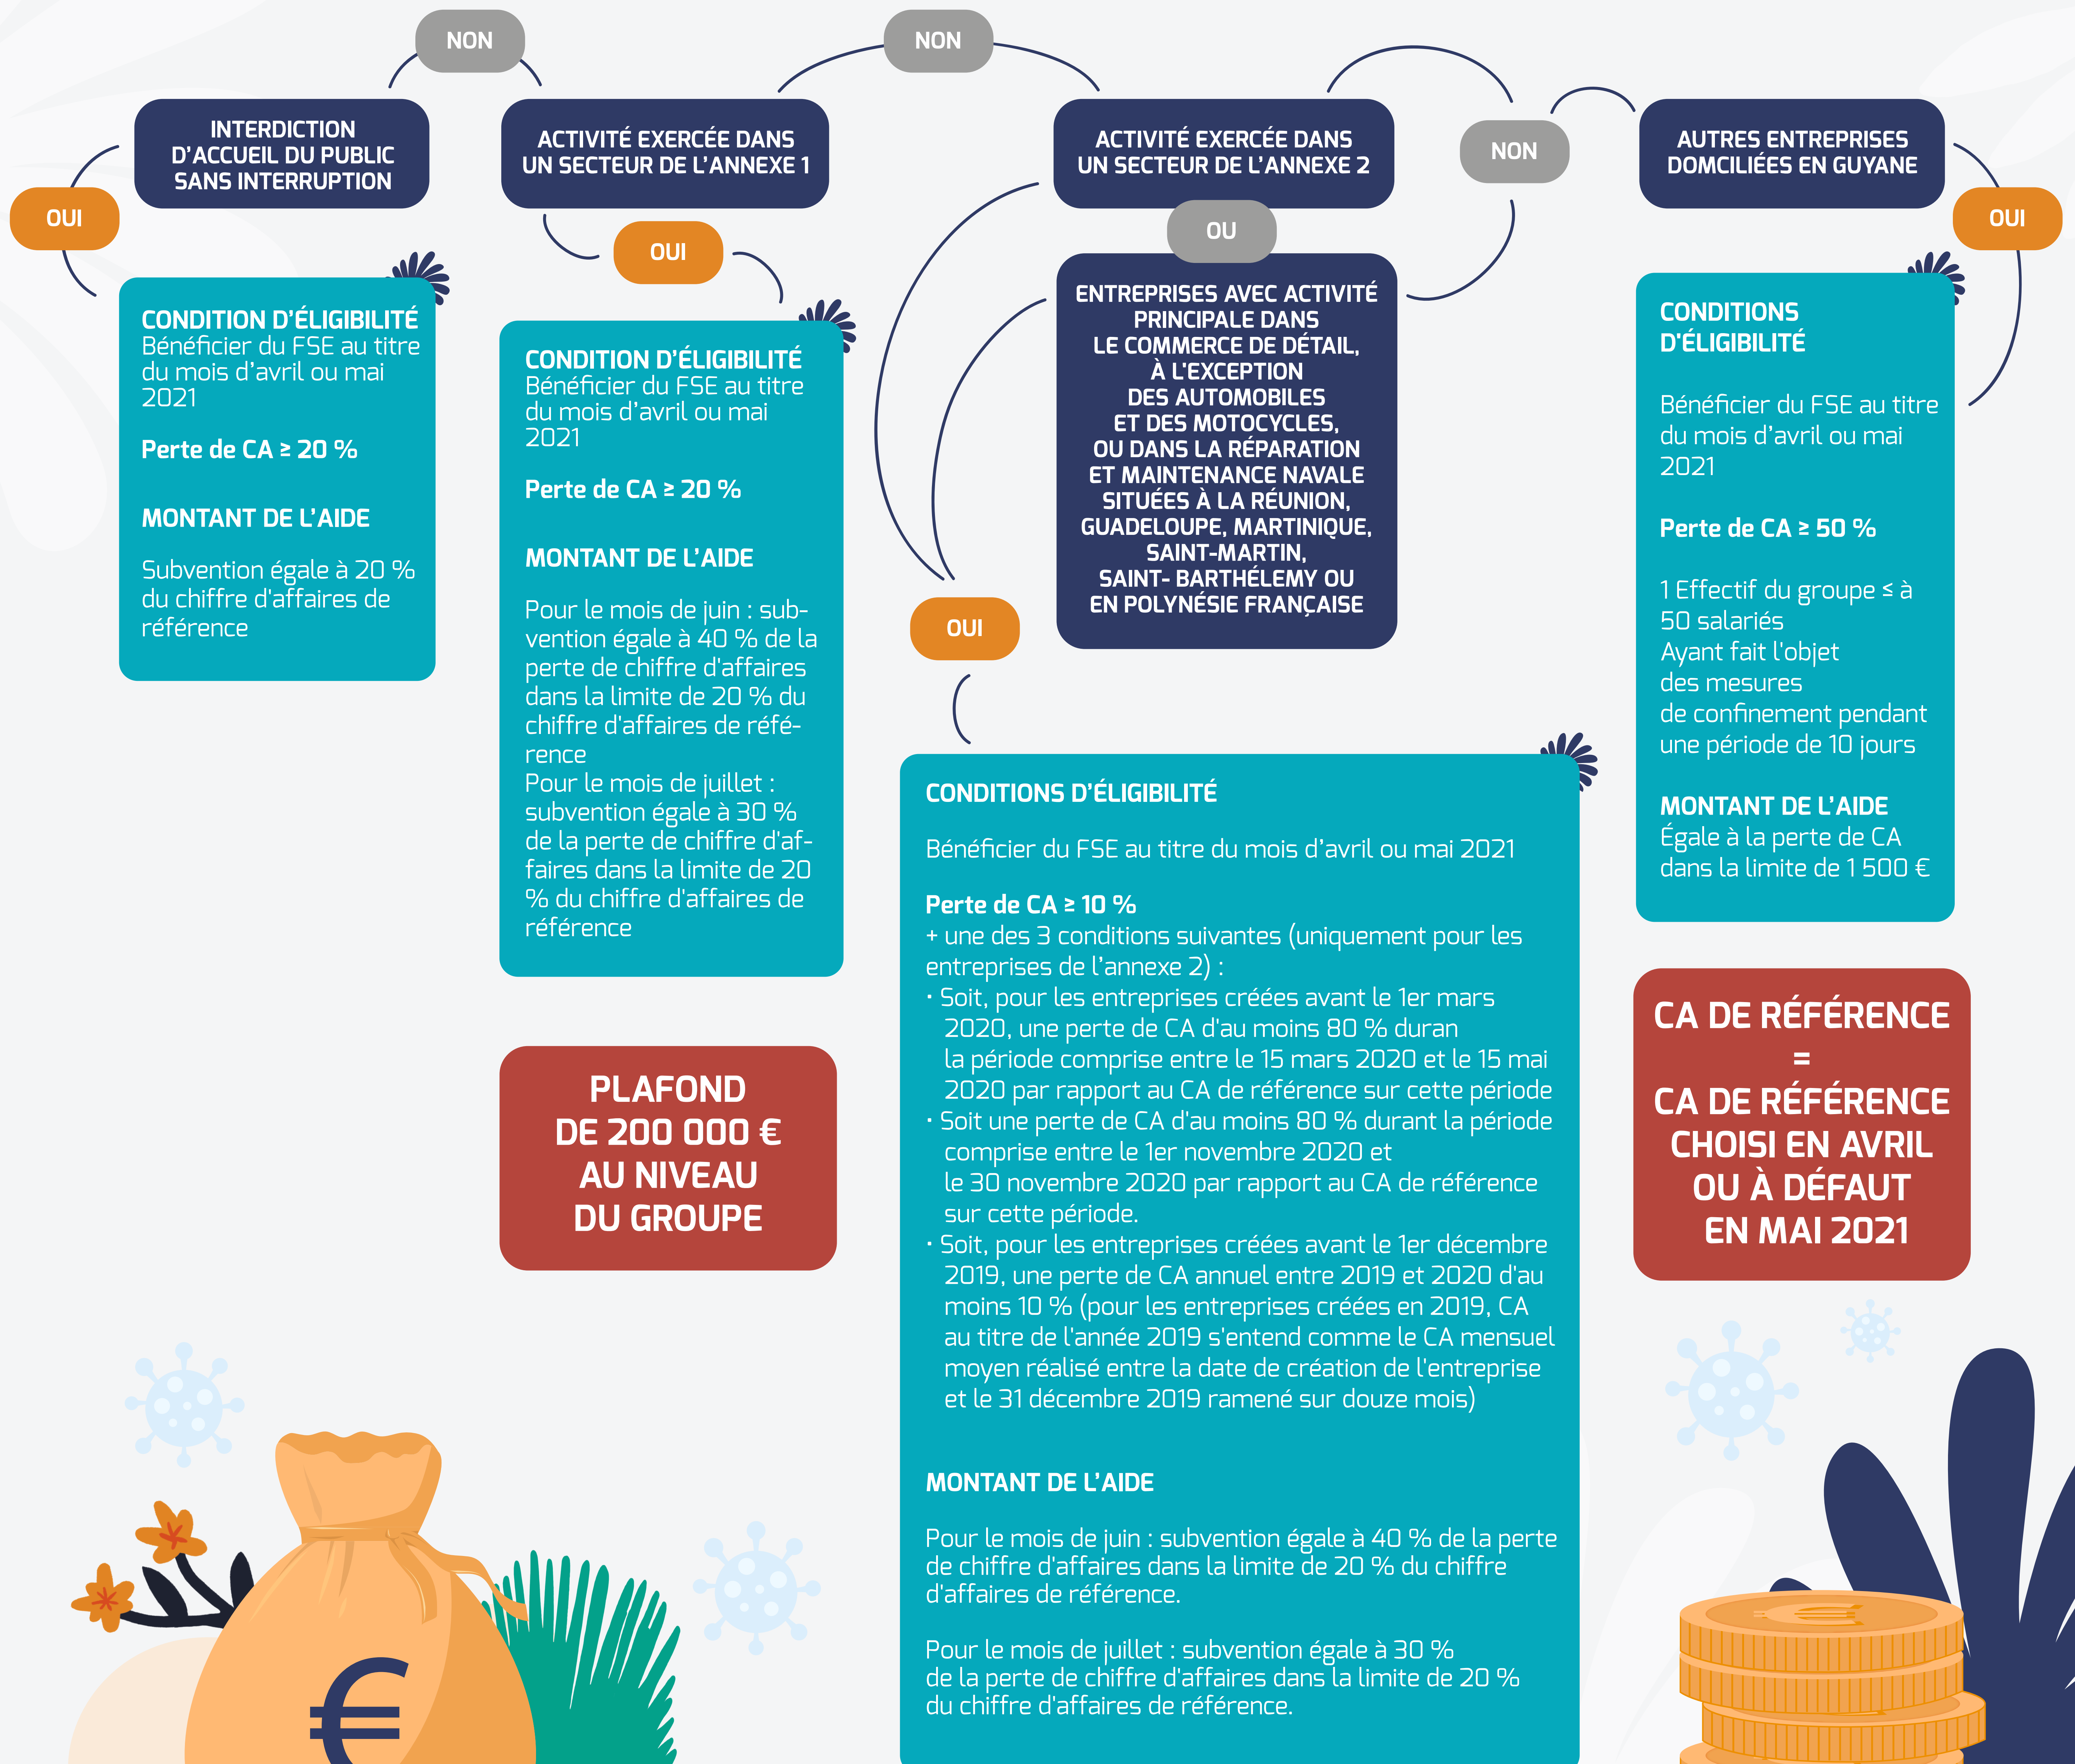 NON
NON
INTERDICTION
D’ACCUEIL DU PUBLIC
SANS INTERRUPTION
OUI
CONDITION D’ÉLIGIBILITÉ
Bénéficier du FSE au titre
du mois d’avril ou mai
2021
Perte de CA ≥ 20 %
MONTANT DE L’AIDE
Subvention égale à 20 %
du chiffre d'affaires de
référence
ACTIVITÉ EXERCÉE DANS
UN SECTEUR DE L’ANNEXE 1
OUI
CONDITION D’ÉLIGIBILITÉ
Bénéficier du FSE au titre
du mois d’avril ou mai
2021
Perte de CA ≥ 20 %
MONTANT DE L’AIDE
Pour le mois de juin : sub-
vention égale à 40 % de la
perte de chiffre d'affaires
dans la limite de 20 % du
chiffre d'affaires de réfé-
rence
Pour le mois de juillet :
subvention égale à 30 %
de la perte de chiffre d'af-
faires dans la limite de 20
% du chiffre d'affaires de
référence
PLAFOND
DE 200 000 €
AU NIVEAU
DU GROUPE
ACTIVITÉ EXERCÉE DANS
UN SECTEUR DE L’ANNEXE 2
OU
ENTREPRISES AVEC ACTIVITÉ
PRINCIPALE DANS
LE COMMERCE DE DÉTAIL,
À L'EXCEPTION
DES AUTOMOBILES
ET DES MOTOCYCLES,
OU DANS LA RÉPARATION
ET MAINTENANCE NAVALE
SITUÉES À LA RÉUNION,
GUADELOUPE, MARTINIQUE,
SAINT-MARTIN,
SAINT- BARTHÉLEMY OU
EN POLYNÉSIE FRANÇAISE
OUI
CONDITIONS D’ÉLIGIBILITÉ
Bénéficier du FSE au titre du mois d’avril ou mai 2021
Perte de CA ≥ 10 %
+ une des 3 conditions suivantes (uniquement pour les
entreprises de l’annexe 2) :
• Soit, pour les entreprises créées avant le 1er mars
2020, une perte de CA d'au moins 80 % duran
la période comprise entre le 15 mars 2020 et le 15 mai
2020 par rapport au CA de référence sur cette période
• Soit une perte de CA d'au moins 80 % durant la période
comprise entre le 1er novembre 2020 et
le 30 novembre 2020 par rapport au CA de référence
sur cette période.
• Soit, pour les entreprises créées avant le 1er décembre
2019, une perte de CA annuel entre 2019 et 2020 d'au
moins 10 % (pour les entreprises créées en 2019, CA
au titre de l'année 2019 s'entend comme le CA mensuel
moyen réalisé entre la date de création de l'entreprise
et le 31 décembre 2019 ramené sur douze mois)
MONTANT DE L’AIDE
Pour le mois de juin : subvention égale à 40 % de la perte
de chiffre d'affaires dans la limite de 20 % du chiffre
d'affaires de référence.
Pour le mois de juillet : subvention égale à 30 %
de la perte de chiffre d'affaires dans la limite de 20 %
du chiffre d'affaires de référence.
NON
AUTRES ENTREPRISES
DOMCILIÉES EN GUYANE
OUI
CONDITIONS
D'ÉLIGIBILITÉ
Bénéficier du FSE au titre
du mois d’avril ou mai
2021
Perte de CA ≥ 50 %
1 Effectif du groupe ≤ à
50 salariés
Ayant fait l'objet
des mesures
de confinement pendant
une période de 10 jours
MONTANT DE L’AIDE
Égale à la perte de CA
dans la limite de 1 500 €
CA DE RÉFÉRENCE
=
CA DE RÉFÉRENCE
CHOISI EN AVRIL
OU À DÉFAUT
EN MAI 2021
€